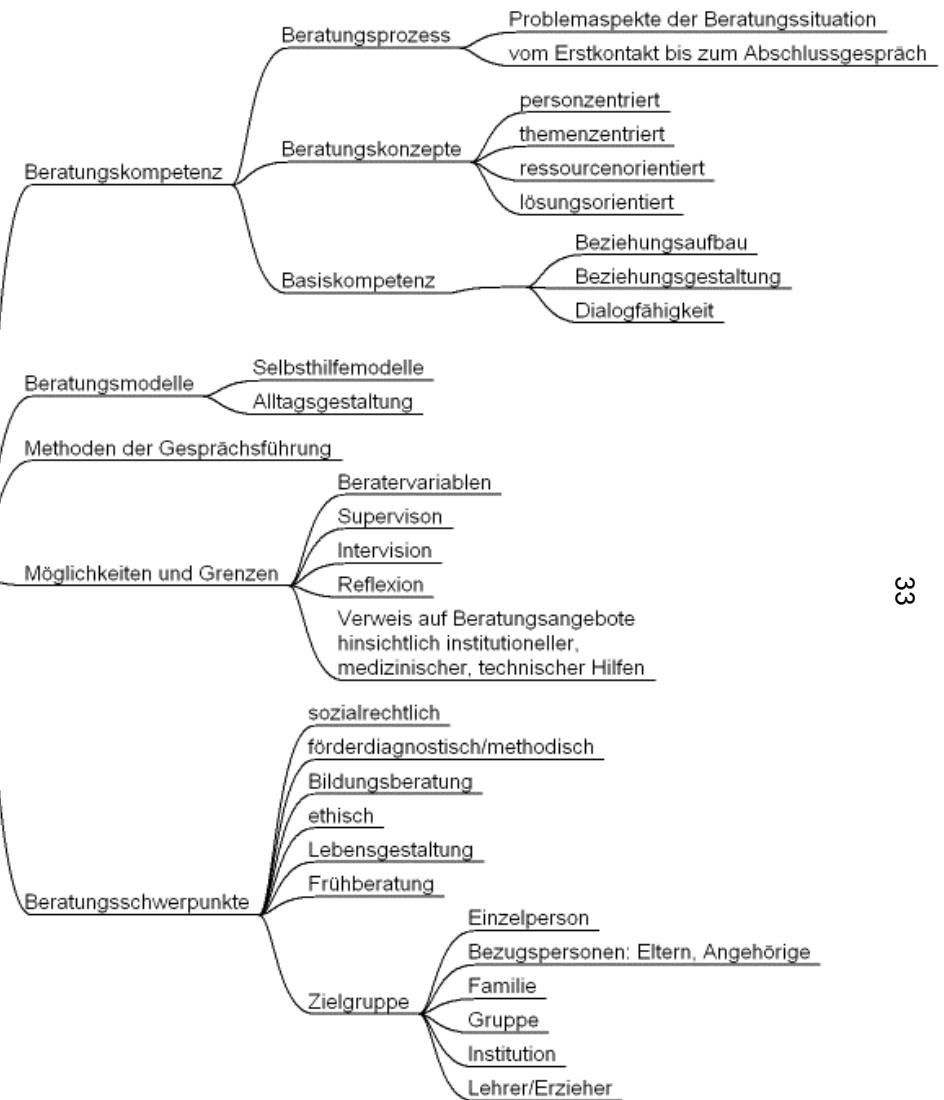 Beratungskompetenz
Beratungsprozess
Problemaspekte der Beratungssituation
vom Erstkontakt bis zum Abschlussgespräch
Beratungskonzepte
personzentriert
themenzentriert
ressourcenorientiert
lösungsorientiert
Basiskompetenz
Beziehungsaufbau
Beziehungsgestaltung
Dialogfähigkeit
Beratungsmodelle
Selbsthilfemodelle
Alltagsgestaltung
Methoden der Gesprächsführung
Möglichkeiten und Grenzen
Beratervariablen
Supervison
Intervision
Reflexion
Verweis auf Beratungsangebote
hinsichtlich institutioneller,
medizinischer, technischer Hilfen
Beratungsschwerpunkte
sozialrechtlich
förderdiagnostisch/methodisch
Bildungsberatung
ethisch
Lebensgestaltung
Frühberatung
Zielgruppe
Einzelperson
Bezugspersonen: Eltern, Angehörige
Familie
Gruppe
Institution
Lehrer/Erzieher
33